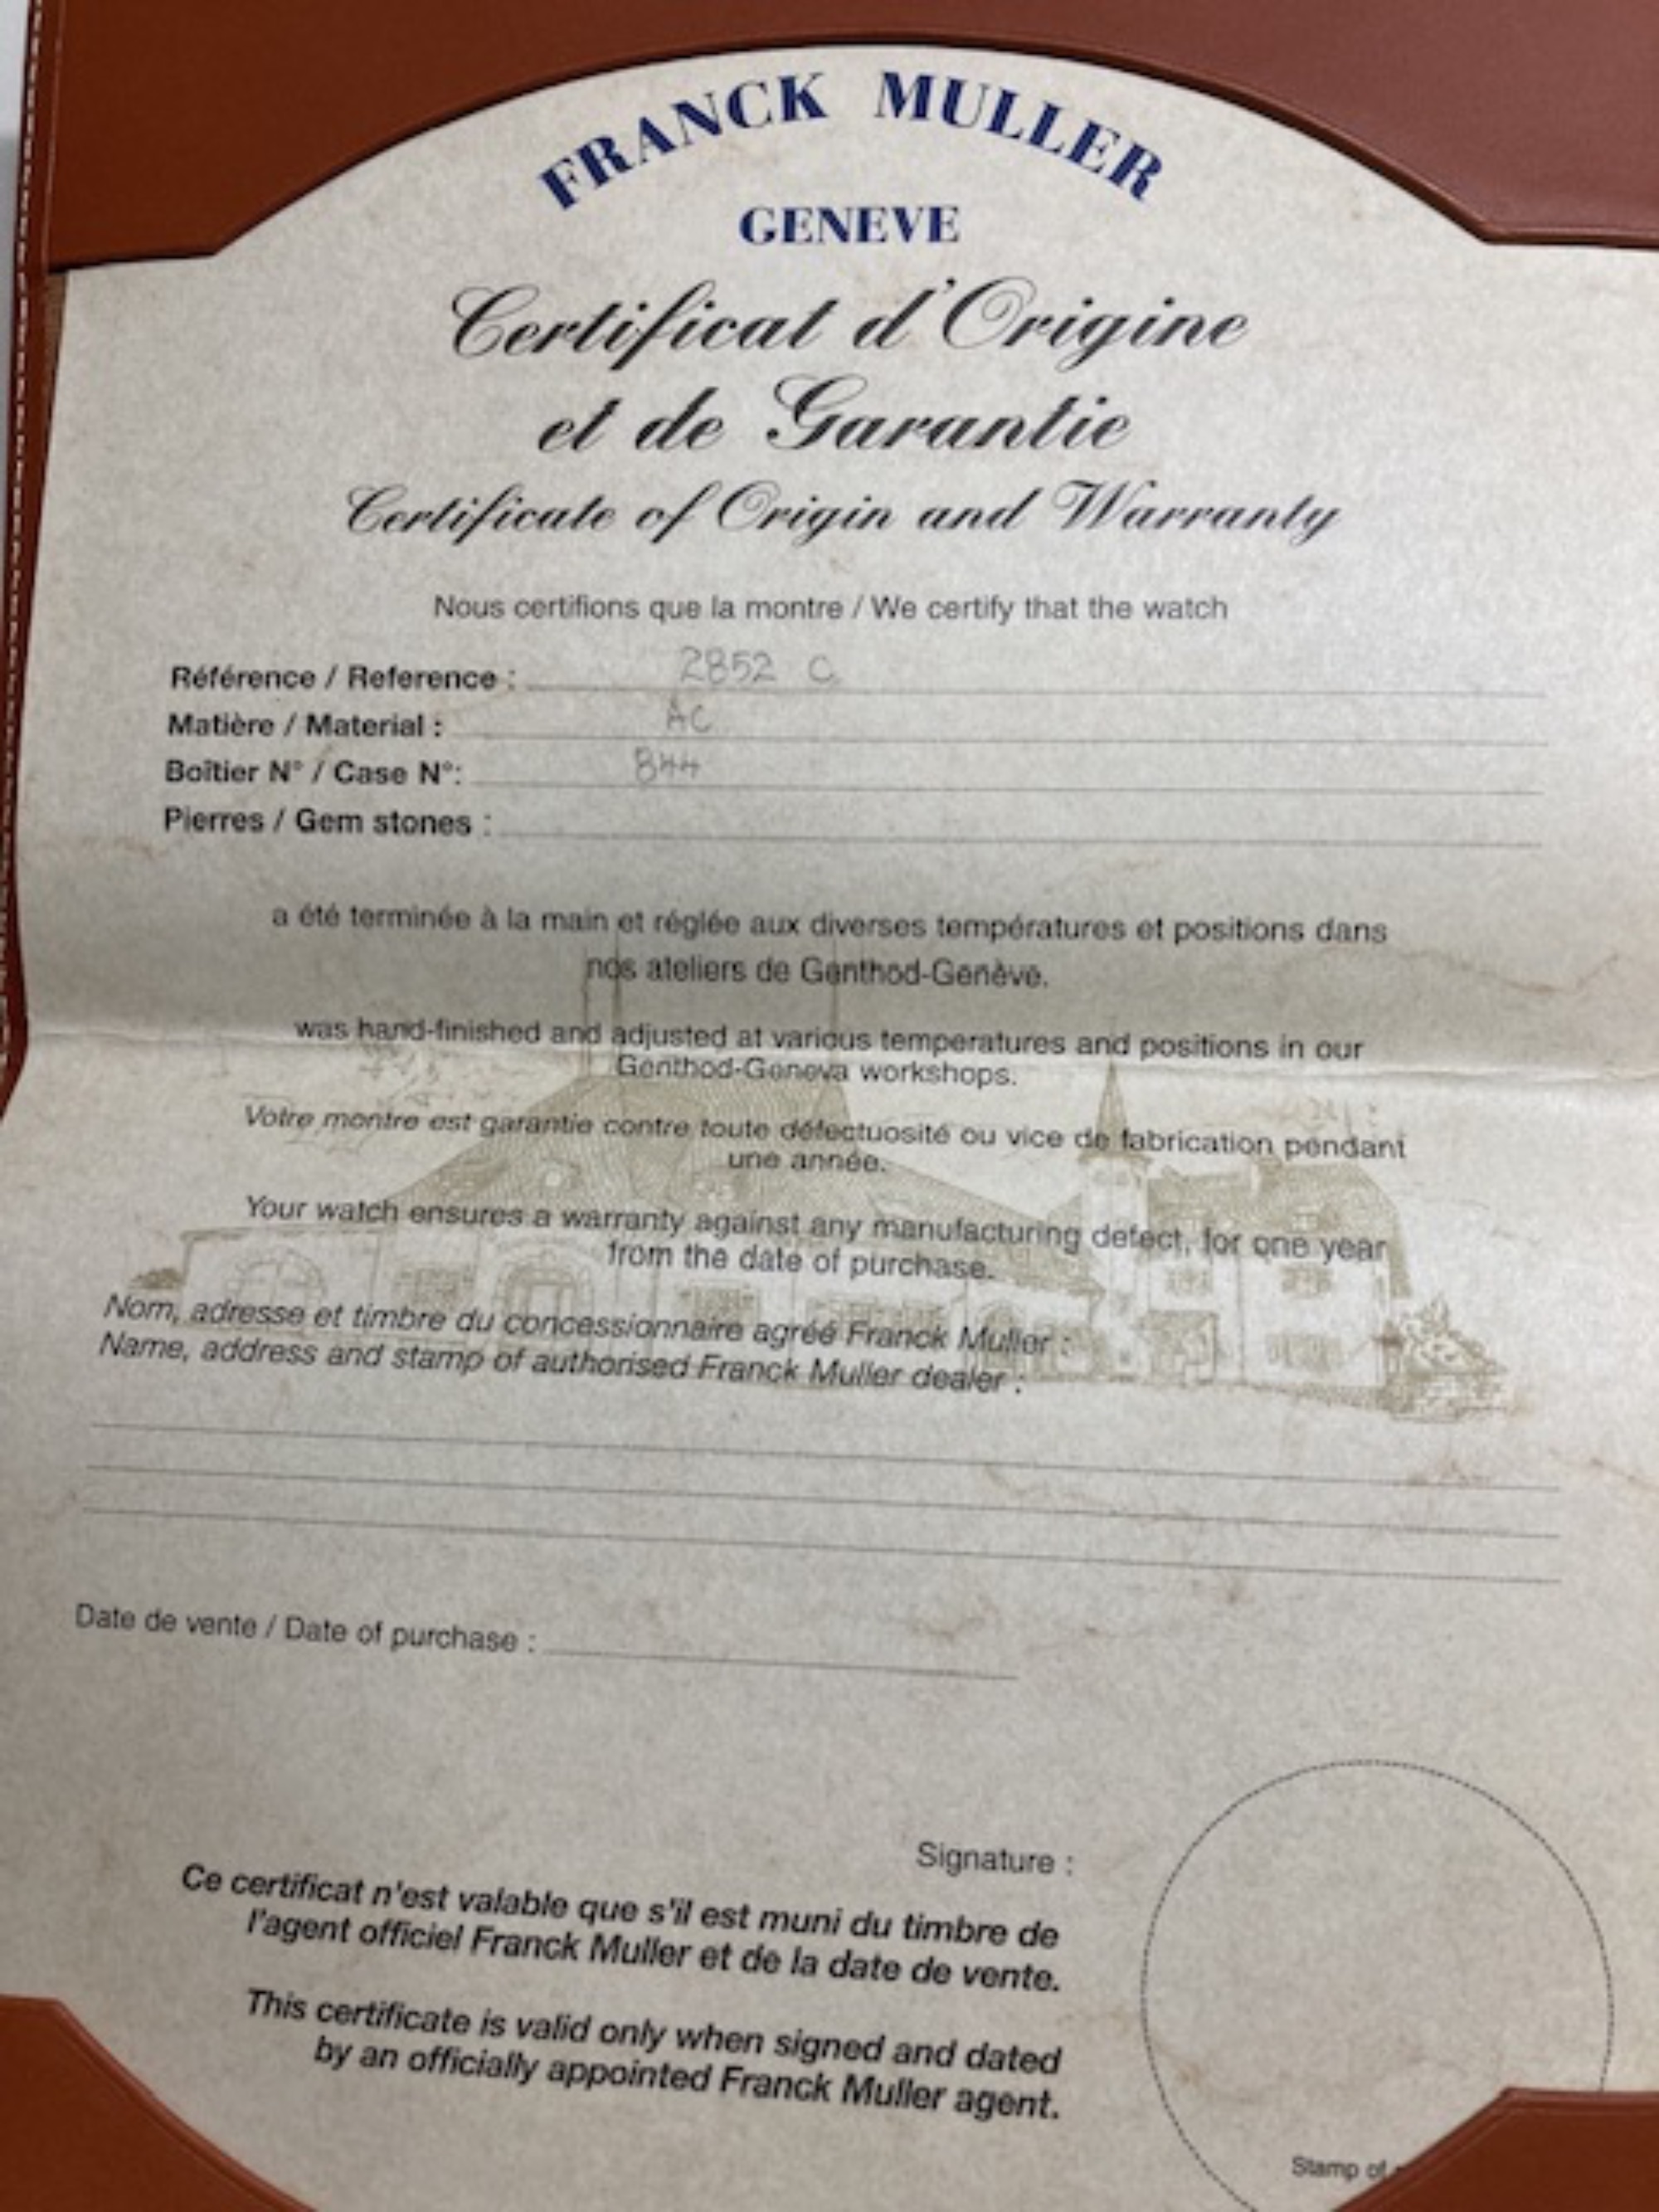 FRANCK MULLER
GENEVE
Certificat d'Origine
et de Garantie
Certificate of Origin and Warranty
Nous certifions que la montre / We certify that the watch
Référence / Reference : 2852 C
Matière / Material : AC
Boîtier N° / Case N°: 844
Pierres / Gem stones :
a été terminée à la main et réglée aux diverses températures et positions dans
nos ateliers de Genthod-Genève.
was hand-finished and adjusted at various temperatures and positions in our
Genthod-Geneva workshops.
Votre montre est garantie contre toute défectuosité ou vice de fabrication pendant
une année.
Your watch ensures a warranty against any manufacturing defect, for one year
from the date of purchase.
Nom, adresse et timbre du concessionnaire agréé Franck Muller :
Name, address and stamp of authorised Franck Muller dealer :
Date de vente / Date of purchase :
Signature :
Ce certificat n'est valable que s'il est muni du timbre de
l'agent officiel Franck Muller et de la date de vente.
This certificate is valid only when signed and dated
by an officially appointed Franck Muller agent.
Stamp of